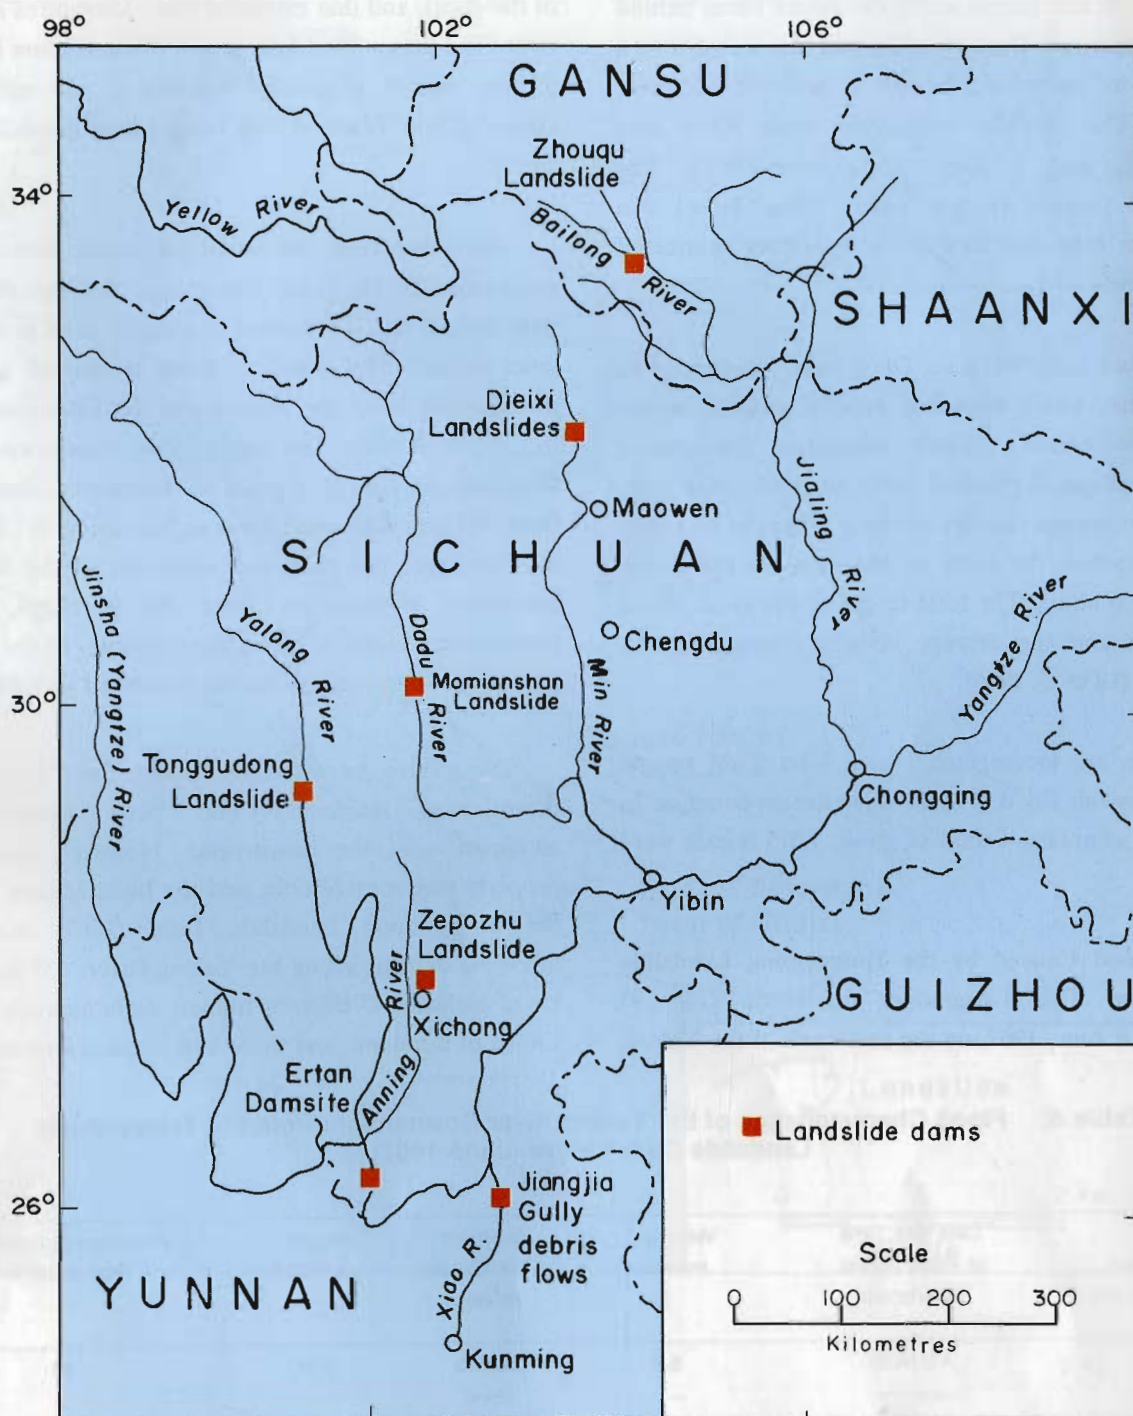 98°
102°
106°
GANSU
Zhouqu
Landslide
34°
Yellow River
Bailong River
SHAANXI
Dieixi
Landslides
Jialing River
Maowen
SICHUAN
Jinsha (Yangtze) River
Yalong River
Dadu River
Chengdu
Min River
Yangtze River
Momianshan
Landslide
30°
Tonggudong
Landslide
Chongqing
Yibin
Zepozhu
Landslide
GUIZHOU
Xichong
Anning River
Ertan
Damsite
Landslide dams
26°
Jiangjia
Gully
debris
flows
Xiao R.
YUNNAN
Kunming
Scale
0 100 200 300
Kilometres